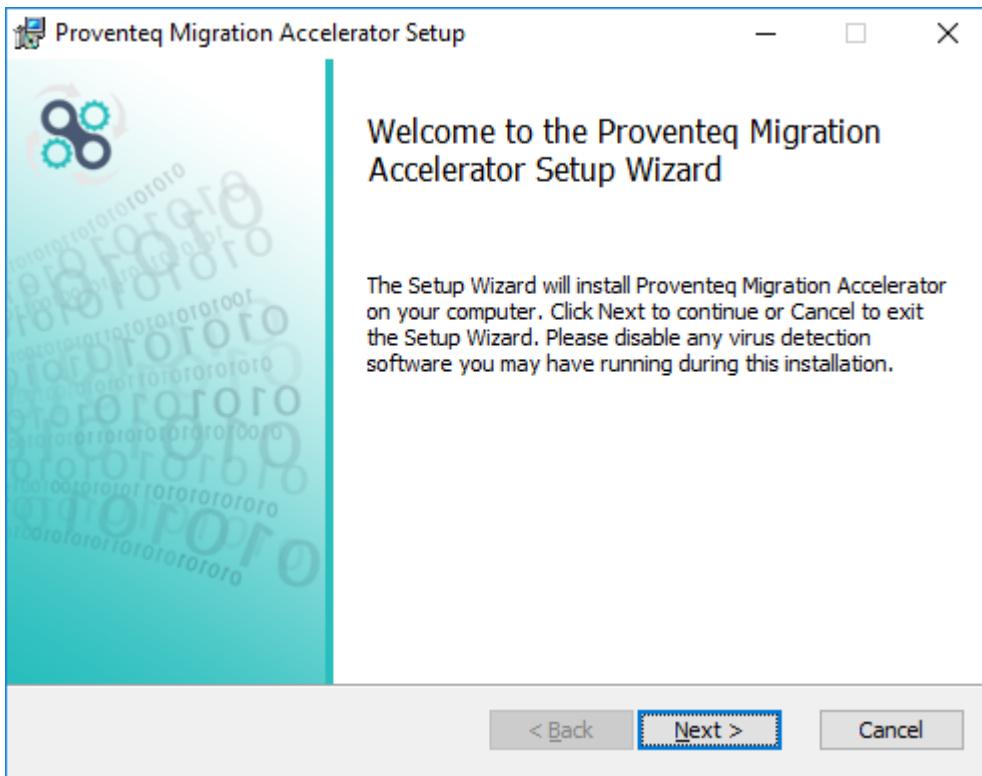 Proventeq Migration Accelerator Setup
Welcome to the Proventeq Migration
Accelerator Setup Wizard
The Setup Wizard will install Proventeq Migration Accelerator
on your computer. Click Next to continue or Cancel to exit
the Setup Wizard. Please disable any virus detection
software you may have running during this installation.
< Back
Next >
Cancel